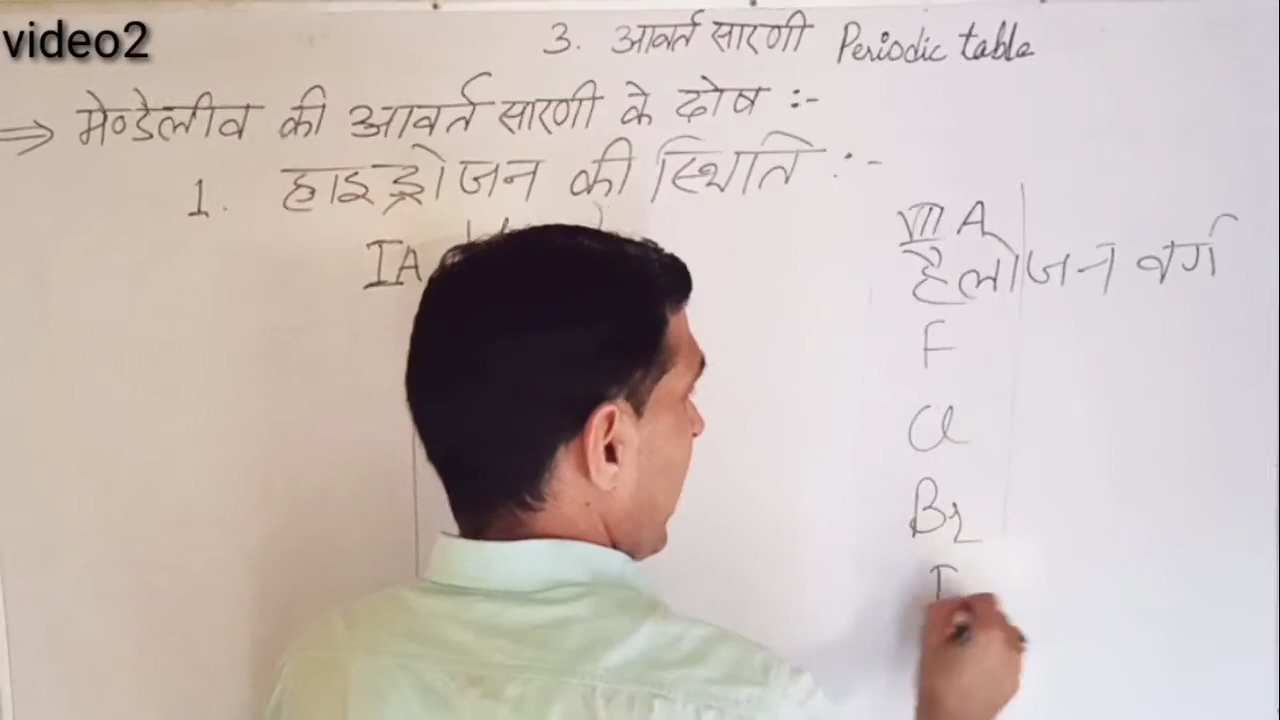 video2
3. आवर्त सारणी Periodic table
⇒ मेण्डेलीव की आवर्त सारणी के दोष :-
1. हाइड्रोजन की स्थिति :-
IA
VII A
हैलोजन वर्ग
F
Cl
Br
I